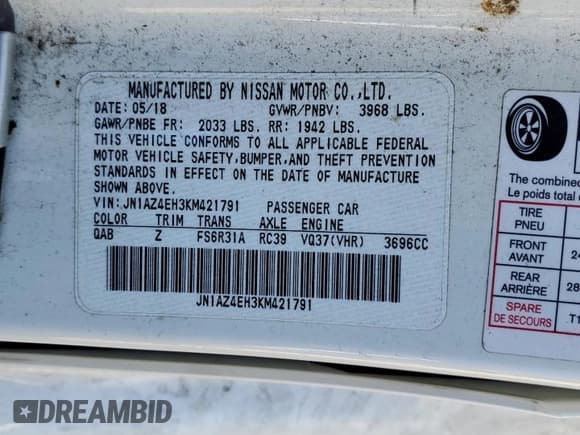 MANUFACTURED BY NISSAN MOTOR CO.,LTD.
DATE: 05/18 GVWR/PNBV: 3968 LBS.
GAWR/PNBE FR: 2033 LBS. RR: 1942 LBS.
THIS VEHICLE CONFORMS TO ALL APPLICABLE FEDERAL
MOTOR VEHICLE SAFETY,BUMPER,AND THEFT PREVENTION
STANDARDS IN EFFECT ON THE DATE OF MANUFACTURE
SHOWN ABOVE.
VIN:JN1AZ4EH3KM421791 PASSENGER CAR
COLOR TRIM TRANS AXLE ENGINE
QAB Z FS6R31A RC39 VQ37(VHR) 3696CC
JN1AZ4EH3KM421791
The combined
Le poids total
TIRE
PNEU
FRONT
AVANT
REAR
ARRIÈRE
28
SPARE
DE SECOURS
T1
DREAMBID